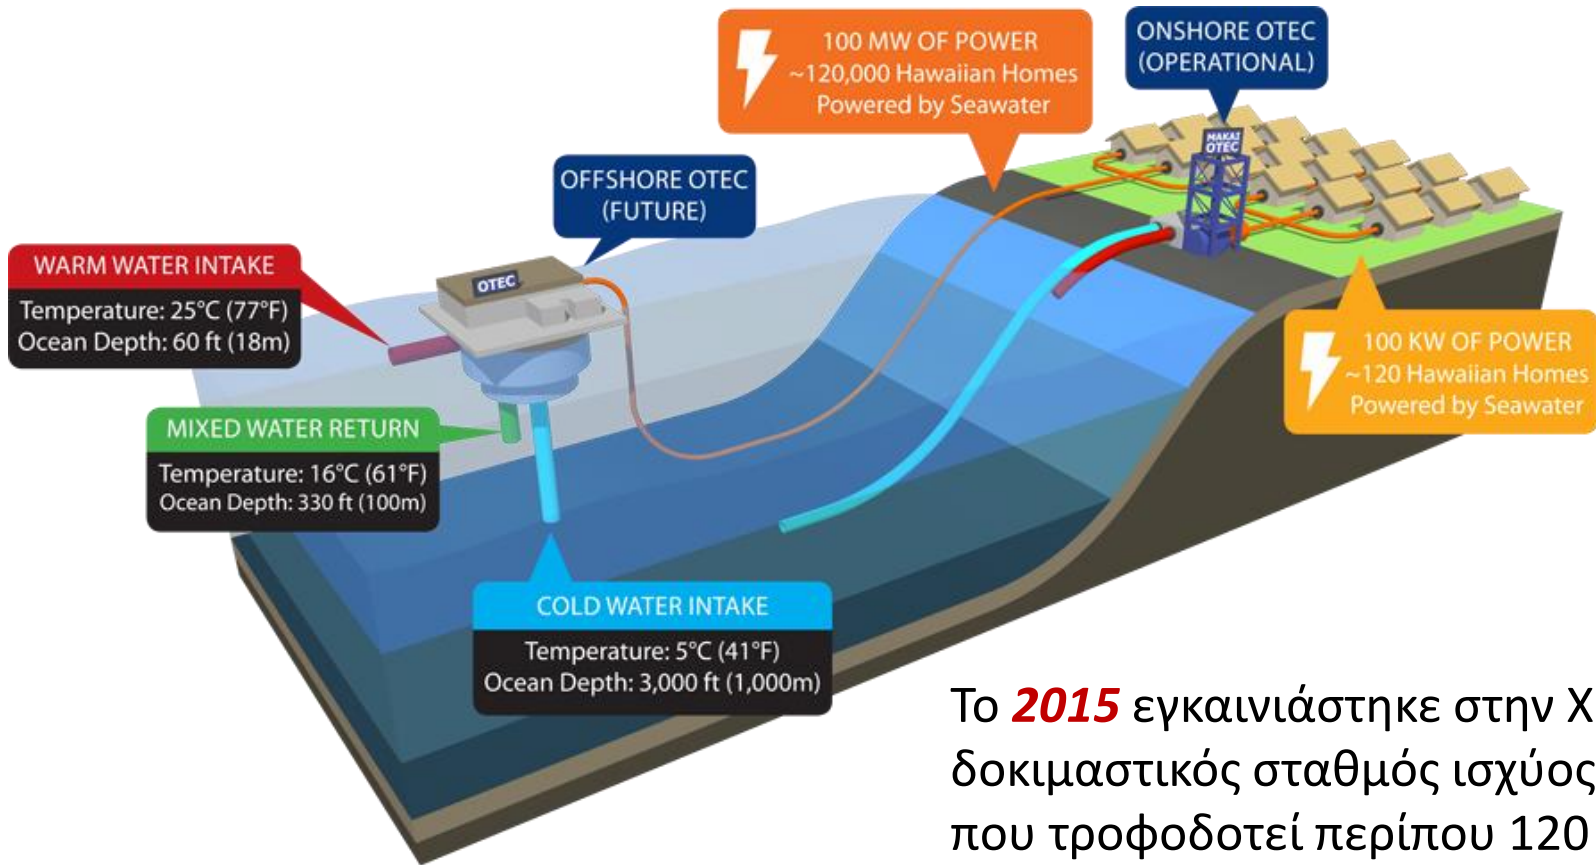 100 MW OF POWER
~120,000 Hawaiian Homes
Powered by Seawater
ONSHORE OTEC
(OPERATIONAL)
MAKAI
OTEC
OFFSHORE OTEC
(FUTURE)
WARM WATER INTAKE
Temperature: 25°C (77°F)
Ocean Depth: 60 ft (18m)
OTEC
100 KW OF POWER
~120 Hawaiian Homes
Powered by Seawater
MIXED WATER RETURN
Temperature: 16°C (61°F)
Ocean Depth: 330 ft (100m)
COLD WATER INTAKE
Temperature: 5°C (41°F)
Ocean Depth: 3,000 ft (1,000m)
Το 2015 εγκαινιάστηκε στην Χ
δοκιμαστικός σταθμός ισχύος
που τροφοδοτεί περίπου 120